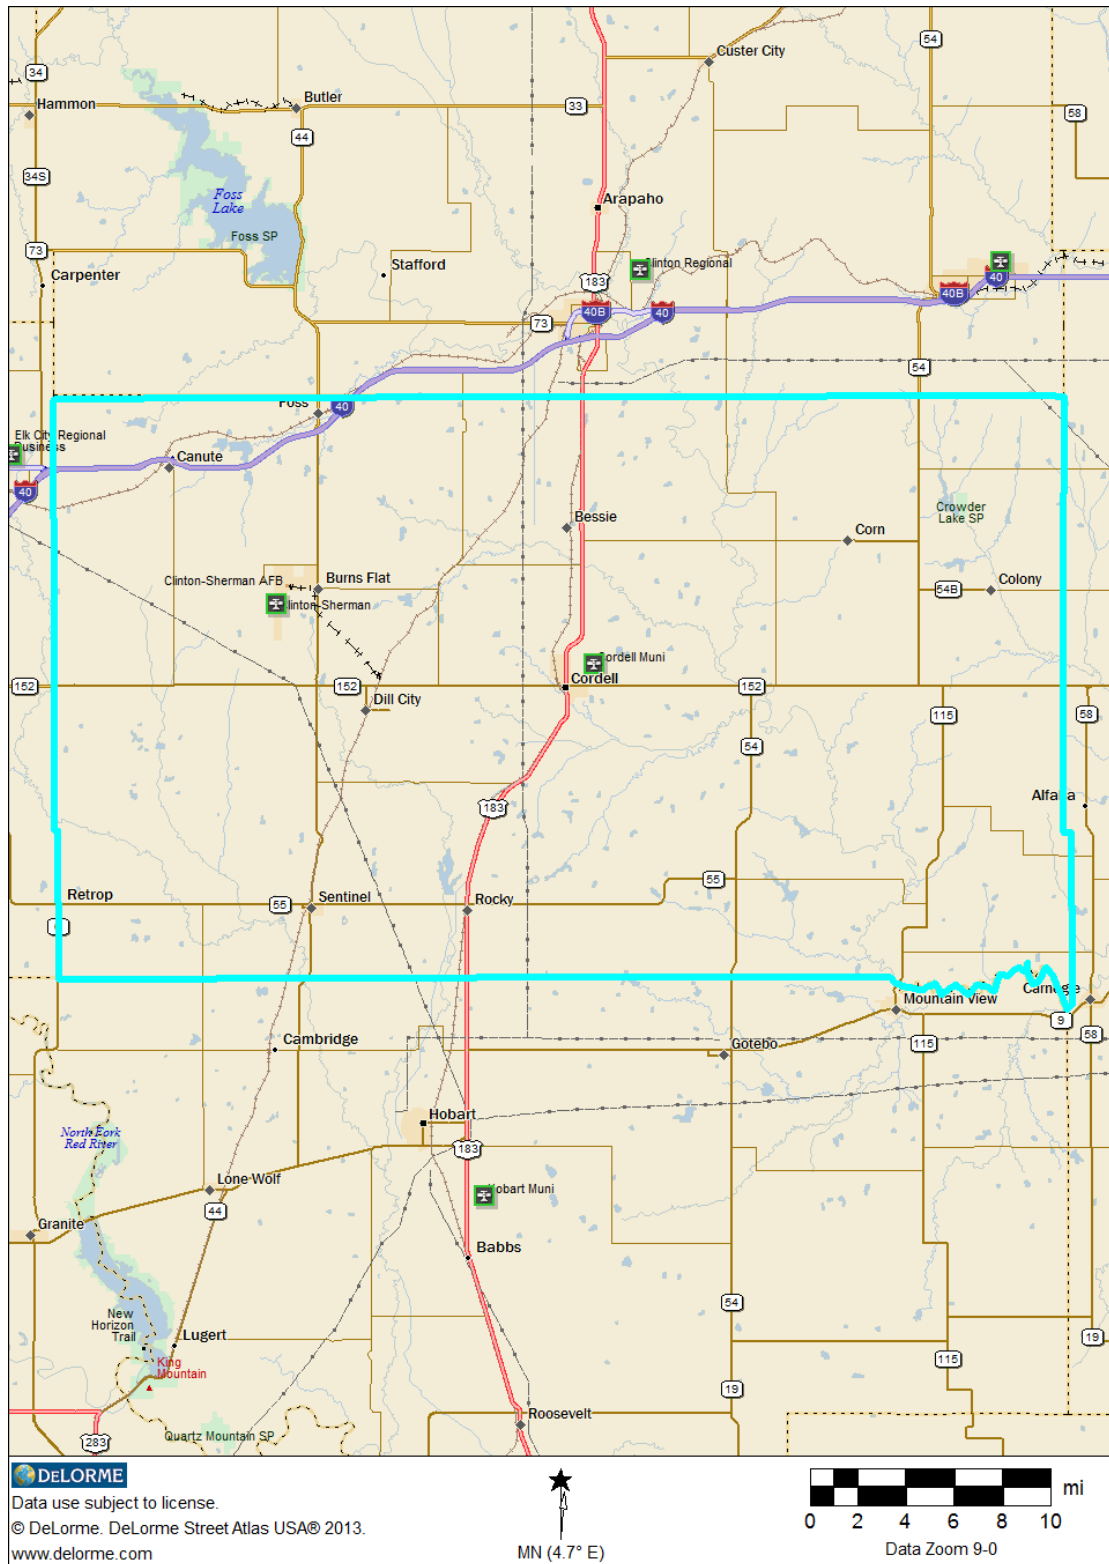 Custer City
54
34
Hammon
Butler
33
58
44
34S
Foss
Lake
Arapaho
Foss SP
73
Carpenter
Stafford
Clinton Regional
183
40
40B
40B
40
73
54
Foss
40
Elk City Regional
Business
Canute
40
Bessie
Corn
Crowder
Lake SP
Clinton-Sherman AFB
Burns Flat
Clinton-Sherman
54B
Colony
Cordell Muni
Cordell
152
152
152
Dill City
115
58
54
183
Alfalfa
55
Retrop
55
Sentinel
Rocky
Carnegie
Mountain View
9
58
Cambridge
Gotebo
115
Hobart
North Fork
Red River
183
Lone Wolf
Hobart Muni
44
Granite
Babbs
54
New
Horizon
Trail
Lugert
19
King
Mountain
115
19
Roosevelt
283
Quartz Mountain SP
DELORME
Data use subject to license.
© DeLorme. DeLorme Street Atlas USA® 2013.
www.delorme.com
MN (4.7° E)
mi
0 2 4 6 8 10
Data Zoom 9-0